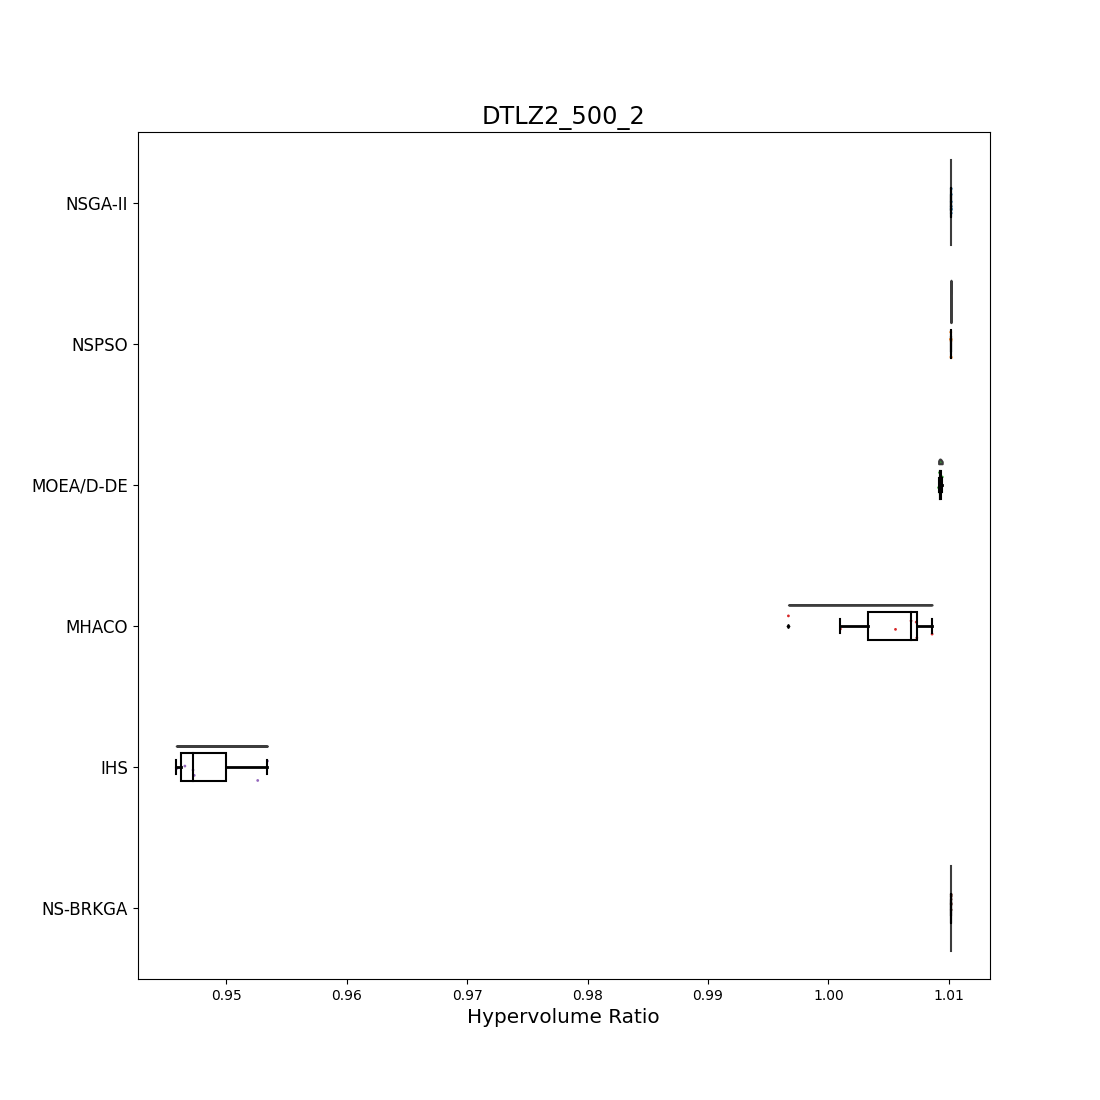 DTLZ2_500_2
NSGA-II
NSPSO
MOEA/D-DE
MHACO
IHS
NS-BRKGA
0.95 0.96 0.97 0.98 0.99 1.00 1.01
Hypervolume Ratio